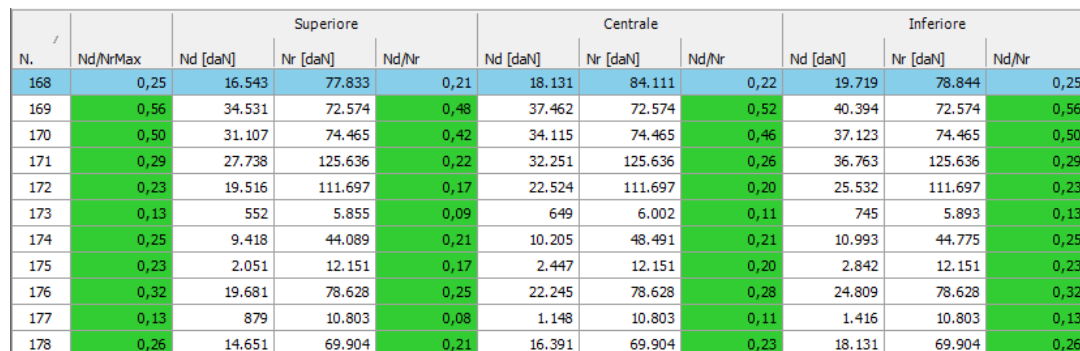 Superiore Centrale Inferiore
N. Nd/NrMax Nd [daN] Nr [daN] Nd/Nr Nd [daN] Nr [daN] Nd/Nr Nd [daN] Nr [daN] Nd/Nr
168 0,25 16.543 77.833 0,21 18.131 84.111 0,22 19.719 78.844 0,25
169 0,56 34.531 72.574 0,48 37.462 72.574 0,52 40.394 72.574 0,56
170 0,50 31.107 74.465 0,42 34.115 74.465 0,46 37.123 74.465 0,50
171 0,29 27.738 125.636 0,22 32.251 125.636 0,26 36.763 125.636 0,29
172 0,23 19.516 111.697 0,17 22.524 111.697 0,20 25.532 111.697 0,23
173 0,13 552 5.855 0,09 649 6.002 0,11 745 5.893 0,13
174 0,25 9.418 44.089 0,21 10.205 48.491 0,21 10.993 44.775 0,25
175 0,23 2.051 12.151 0,17 2.447 12.151 0,20 2.842 12.151 0,23
176 0,32 19.681 78.628 0,25 22.245 78.628 0,28 24.809 78.628 0,32
177 0,13 879 10.803 0,08 1.148 10.803 0,11 1.416 10.803 0,13
178 0,26 14.651 69.904 0,21 16.391 69.904 0,23 18.131 69.904 0,26